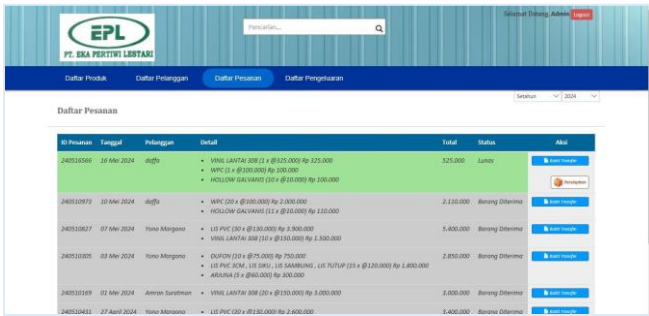 EPL
PT. EKA PERTIWI LESTARI
Pencarian...
Selamat Datang, Admin Logout
Daftar Produk Daftar Pelanggan Daftar Pesanan Daftar Pengeluaran
Setahun 2024
Daftar Pesanan
ID Pesanan Tanggal Pelanggan Detail Total Status Aksi
240516566 16 Mei 2024 daffa VINIL LANTAI 308 (1 x @325.000) Rp 325.000 525.000 Lunas Bukti Transfer
WPC (1 x @100.000) Rp 100.000
HOLLOW GALVANIS (10 x @10.000) Rp 100.000
Persiapkan
240510973 10 Mei 2024 daffa WPC (20 x @100.000) Rp 2.000.000 2.110.000 Barang Diterima Bukti Transfer
HOLLOW GALVANIS (11 x @10.000) Rp 110.000
240510827 07 Mei 2024 Yono Margono LIS PVC (30 x @130.000) Rp 3.900.000 5.400.000 Barang Diterima Bukti Transfer
VINIL LANTAI 308 (10 x @150.000) Rp 1.500.000
240510305 03 Mei 2024 Yono Margono DUFON (10 x @75.000) Rp 750.000 2.850.000 Barang Diterima Bukti Transfer
LIS PVC 3CM , LIS SIKU , LIS SAMBUNG , LIS TUTUP (15 x @120.000) Rp 1.800.000
ARJUNA (5 x @60.000) Rp 300.000
240510169 01 Mei 2024 Amron Suratman VINIL LANTAI 308 (20 x @150.000) Rp 3.000.000 3.000.000 Barang Diterima Bukti Transfer
240510431 27 April 2024 Yono Margono LIS PVC (20 x @130.000) Rp 2.600.000 3.400.000 Barang Diterima Bukti Transfer